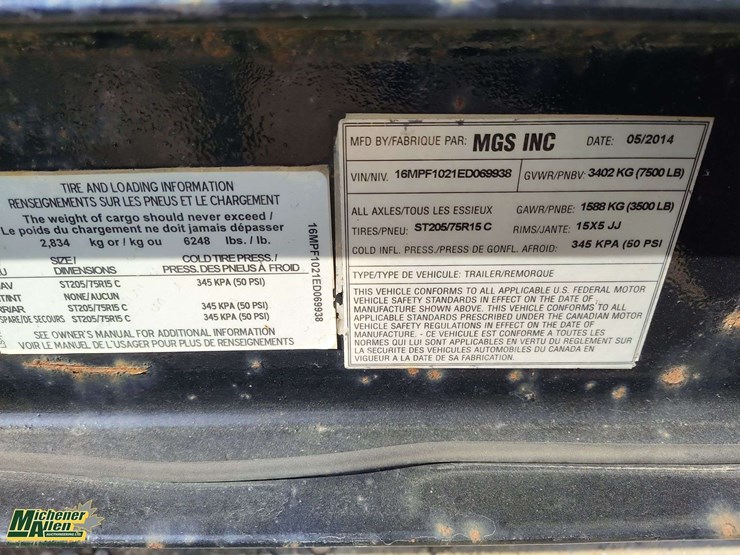 TIRE AND LOADING INFORMATION
RENSEIGNEMENTS SUR LES PNEUS ET LE CHARGEMENT
The weight of cargo should never exceed /
Le poids du chargement ne doit jamais dépasser
2,834 kg or / kg ou 6248 lbs. / lb.
SIZE / COLD TIRE PRESS./
DIMENSIONS PRESS. DES PNEUS À FROID
ST205/75R15 C 345 KPA (50 PSI)
NONE/AUCUN
ST205/75R15 C 345 KPA (50 PSI)
SPARE/DE SECOURS ST205/75R15 C 345 KPA (50 PSI)
SEE OWNER'S MANUAL FOR ADDITIONAL INFORMATION
VOIR LE MANUEL DE L'USAGER POUR PLUS DE RENSEIGNEMENTS
16MPF1021ED069938
MFD BY/FABRIQUE PAR: MGS INC DATE: 05/2014
VIN/NIV. 16MPF1021ED069938 GVWR/PNBV: 3402 KG (7500 LB)
ALL AXLES/TOUS LES ESSIEUX GAWR/PNBE: 1588 KG (3500 LB)
TIRES/PNEU: ST205/75R15 C RIMS/JANTE: 15X5 JJ
COLD INFL. PRESS/PRESS DE GONFL. AFROID: 345 KPA (50 PSI)
TYPE/TYPE DE VEHICULE: TRAILER/REMORQUE
THIS VEHICLE CONFORMS TO ALL APPLICABLE U.S. FEDERAL MOTOR
VEHICLE SAFETY STANDARDS IN EFFECT ON THE DATE OF
MANUFACTURE SHOWN ABOVE. THIS VEHICLE CONFORMS TO ALL
APPLICABLE STANDARDS PRESCRIBED UNDER THE CANADIAN MOTOR
VEHICLE SAFETY REGULATIONS IN EFFECT ON THE DATE OF
MANUFACTURE. - CE VEHICULE EST CONFORME A TOUTES LES
NORMES QUI LUI SONT APPLICABLES EN VERTU DU REGLEMENT SUR
LA SECURITE DES VEHICULES AUTOMOBILES DU CANADA EN
VIGUEUR A LA DATE DE SA FABRICATION.
Michener
Allen
AUCTIONEERING LTD.